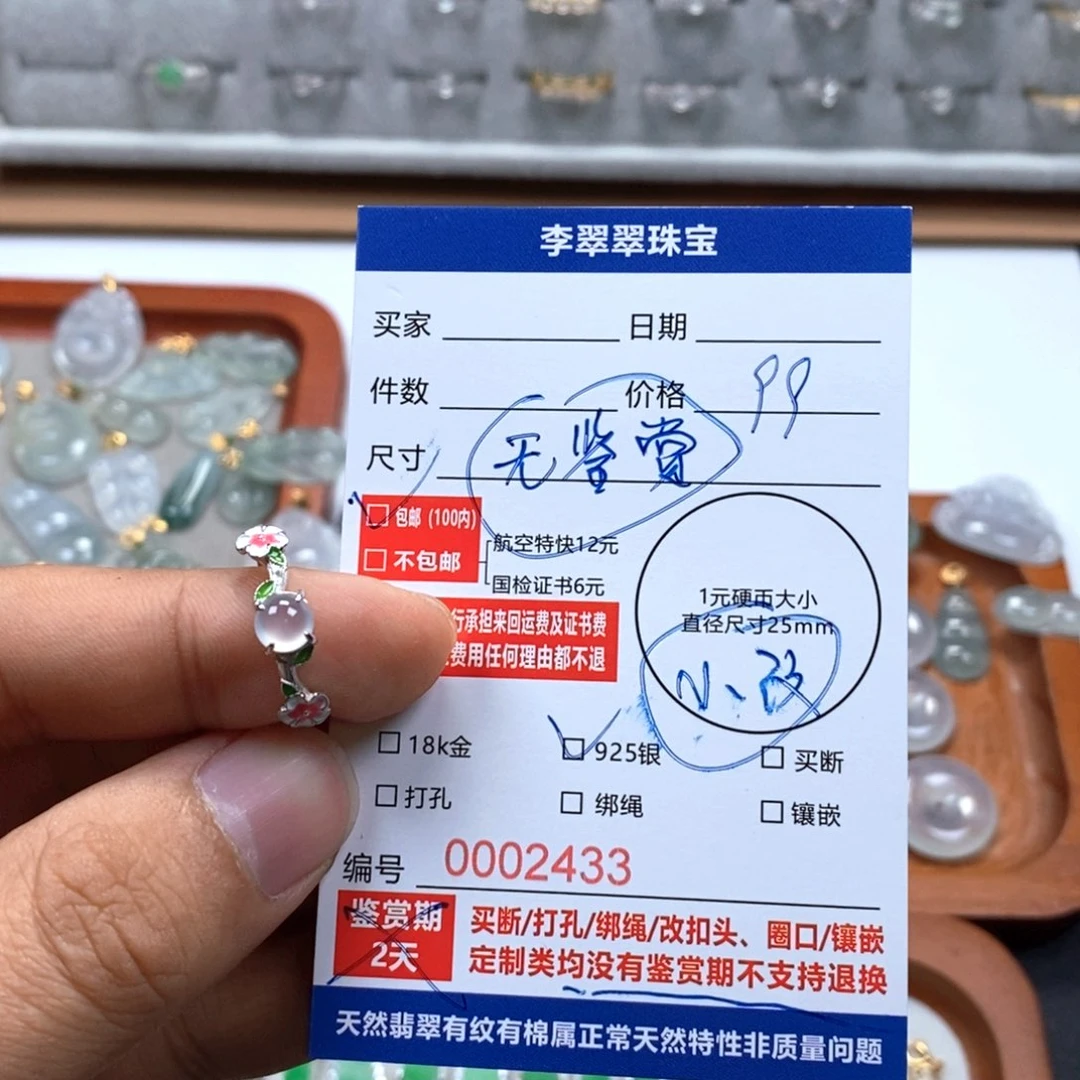 李翠翠珠宝
买家 日期
件数 价格 99
尺寸 无鉴赏
包邮（100内）
不包邮 航空特快12元
国检证书6元
行承担来回运费及证书费
费用任何理由都不退
1元硬币大小
直径尺寸25mm
小改
18k金 925银 买断
打孔 绑绳 镶嵌
编号 0002433
鉴赏期
2天
买断/打孔/绑绳/改扣头、圈口/镶嵌
定制类均没有鉴赏期不支持退换
天然翡翠有纹有棉属正常天然特性非质量问题